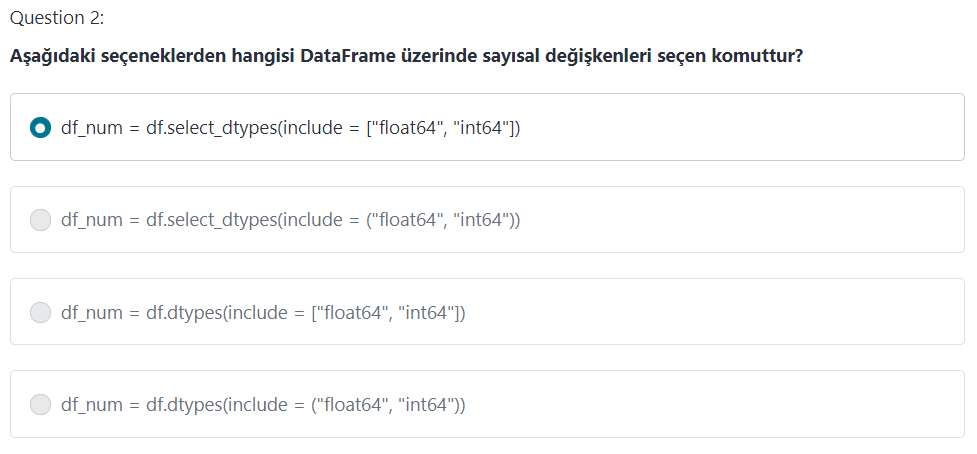 Question 2:
Aşağıdaki seçeneklerden hangisi DataFrame üzerinde sayısal değişkenleri seçen komuttur?
df_num = df.select_dtypes(include = ["float64", "int64"])
df_num = df.select_dtypes(include = ("float64", "int64"))
df_num = df.dtypes(include = ["float64", "int64"])
df_num = df.dtypes(include = ("float64", "int64"))